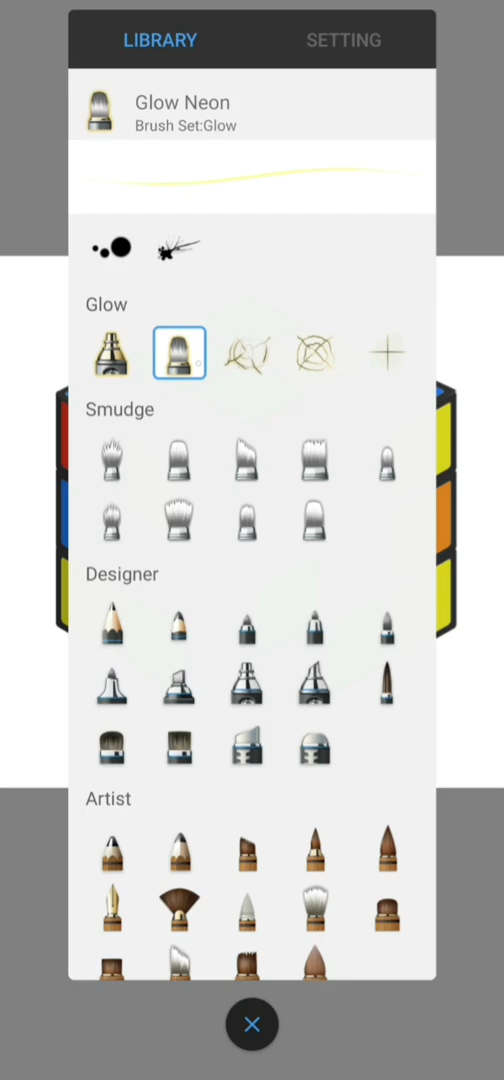 LIBRARY SETTING
Glow Neon
Brush Set:Glow
Glow
Smudge
Designer
Artist